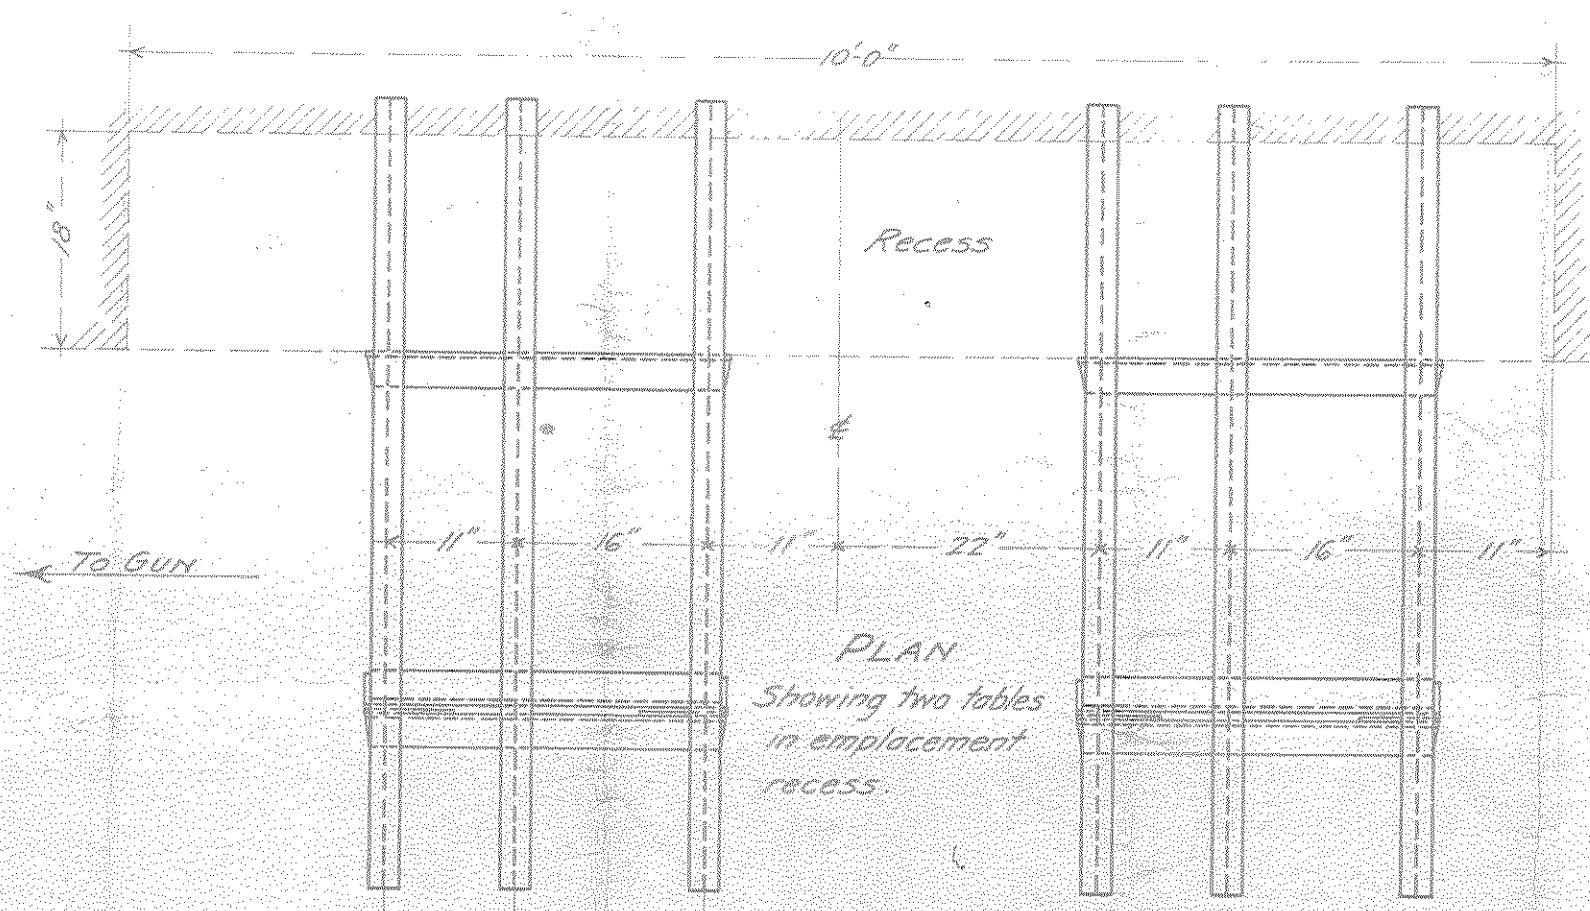 10'-0"
18"
Recess
℄
11" 16" 11" 22" 11" 16" 11"
TO GUN
PLAN
Showing two tables
in emplacement
recess.